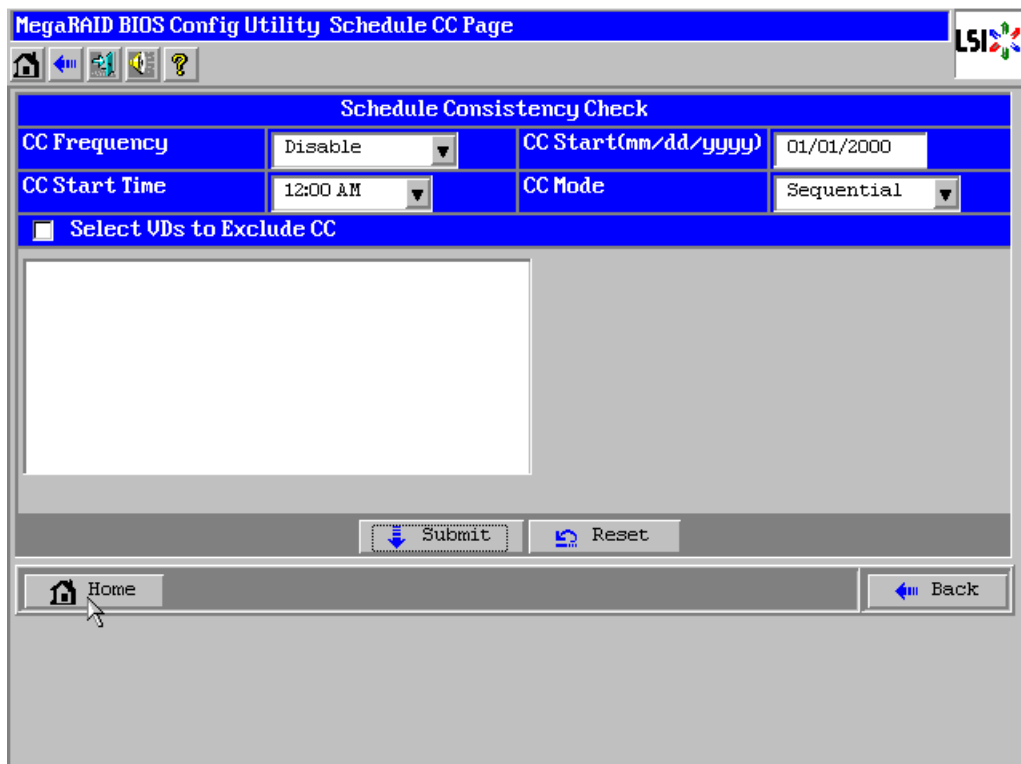 MegaRAID BIOS Config Utility Schedule CC Page
LSI
Schedule Consistency Check
CC Frequency Disable CC Start(mm/dd/yyyy) 01/01/2000
CC Start Time 12:00 AM CC Mode Sequential
Select VDs to Exclude CC
Submit Reset
Home Back